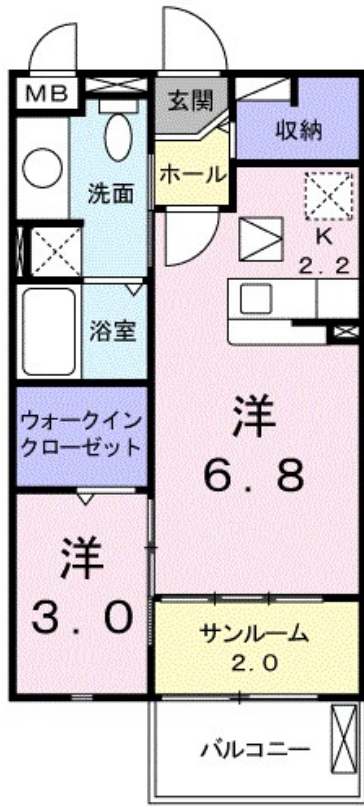 MB
玄関
収納
ホール
洗面
K
2.2
浴室
ウォークイン
クローゼット
洋
6.8
洋
3.0
サンルーム
2.0
バルコニー